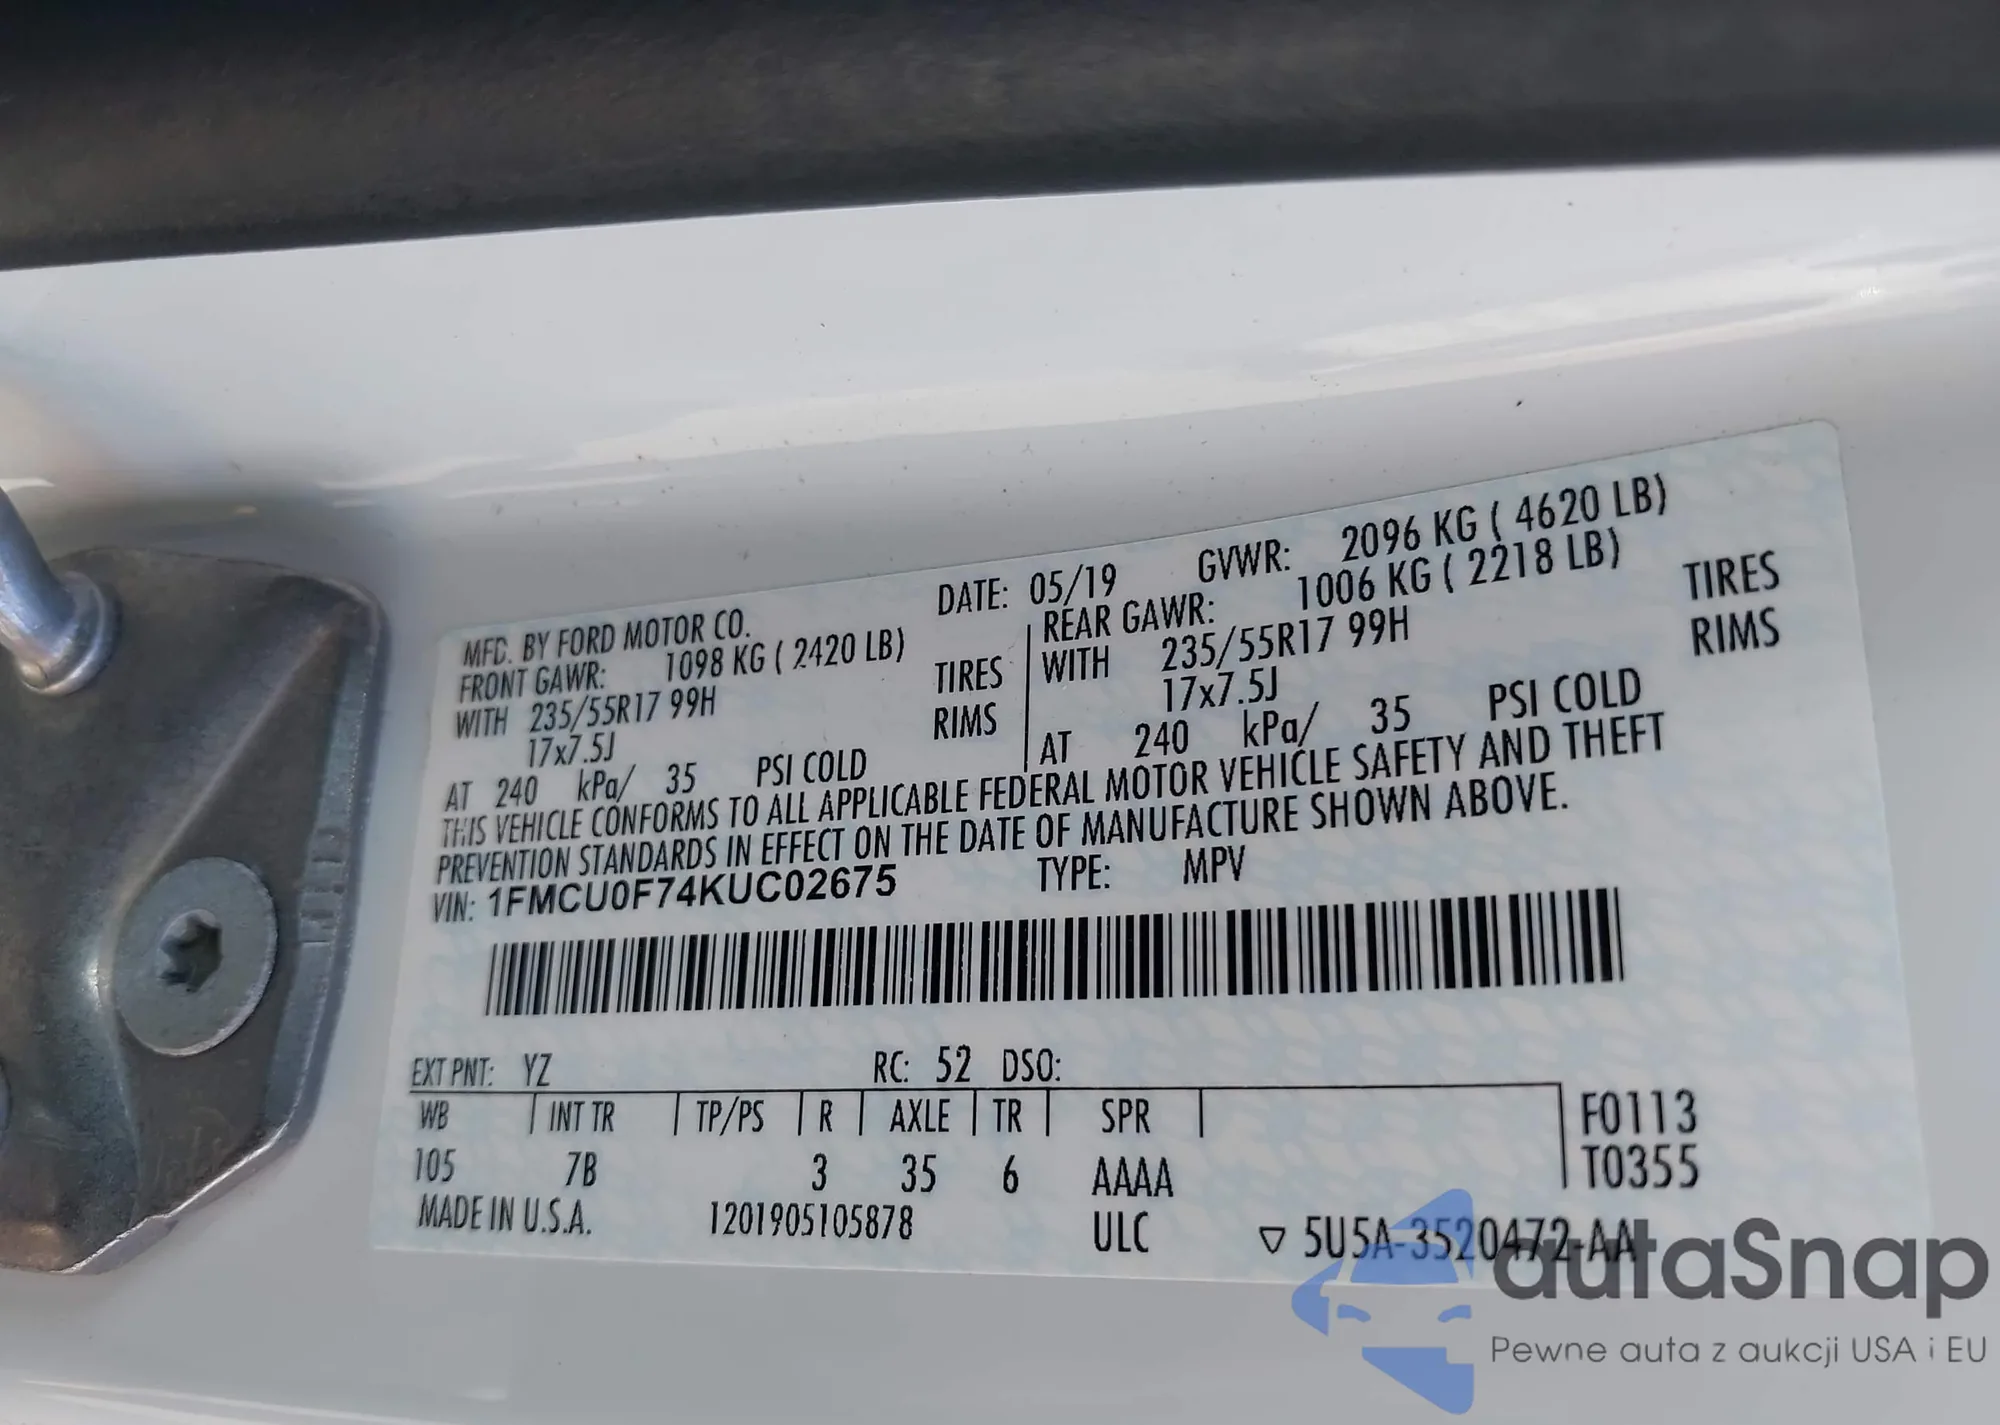 MFD. BY FORD MOTOR CO. DATE: 05/19 GVWR: 2096 KG ( 4620 LB)
FRONT GAWR: 1098 KG ( 2420 LB)
WITH 235/55R17 99H TIRES
17x7.5J RIMS
AT 240 kPa/ 35 PSI COLD
REAR GAWR: 1006 KG ( 2218 LB)
WITH 235/55R17 99H TIRES
17x7.5J RIMS
AT 240 kPa/ 35 PSI COLD
THIS VEHICLE CONFORMS TO ALL APPLICABLE FEDERAL MOTOR VEHICLE SAFETY AND THEFT
PREVENTION STANDARDS IN EFFECT ON THE DATE OF MANUFACTURE SHOWN ABOVE.
VIN: 1FMCU0F74KUC02675 TYPE: MPV
EXT PNT: YZ RC: 52 DSO:
WB INT TR TP/PS R AXLE TR SPR F0113
105 7B 3 35 6 AAAA T0355
MADE IN U.S.A. 1201905105878 ULC ▽ 5U5A-3520472-AA
autaSnap
Pewne auta z aukcji USA i EU